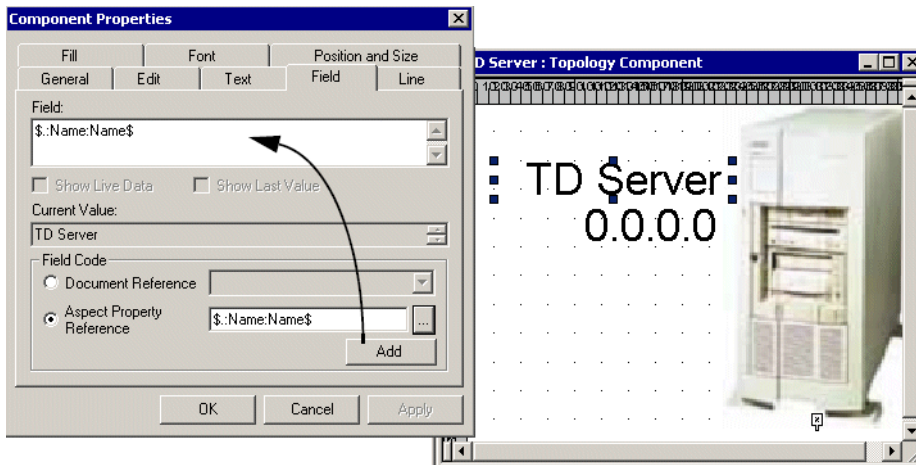 Component Properties
Fill Font Position and Size
General Edit Text Field Line
Field:
$.:Name:Name$
Show Live Data Show Last Value
Current Value:
TD Server
Field Code
Document Reference
Aspect Property
Reference
$.:Name:Name$
...
Add
OK Cancel Apply
D Server : Topology Component
TD Server
0.0.0.0